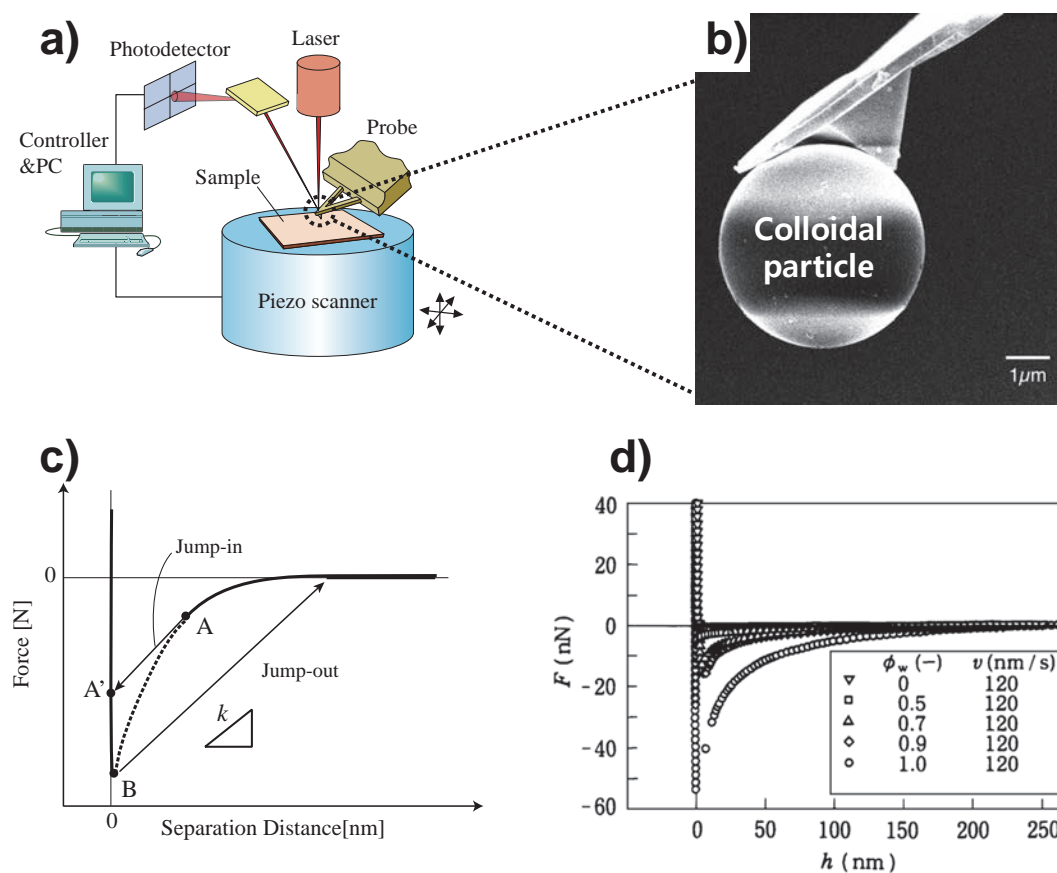 a)
Photodetector
Laser
Controller
&PC
Probe
Sample
Piezo scanner
b)
Colloidal
particle
1μm
c)
0
Jump-in
A
Force [N]
A'
Jump-out
k
B
0
Separation Distance[nm]
d)
40
20
0
-20
-40
-60
F (nN)
ϕw (−) v (nm/s)
0 120
0.5 120
0.7 120
0.9 120
1.0 120
0 50 100 150 200 250
h (nm)